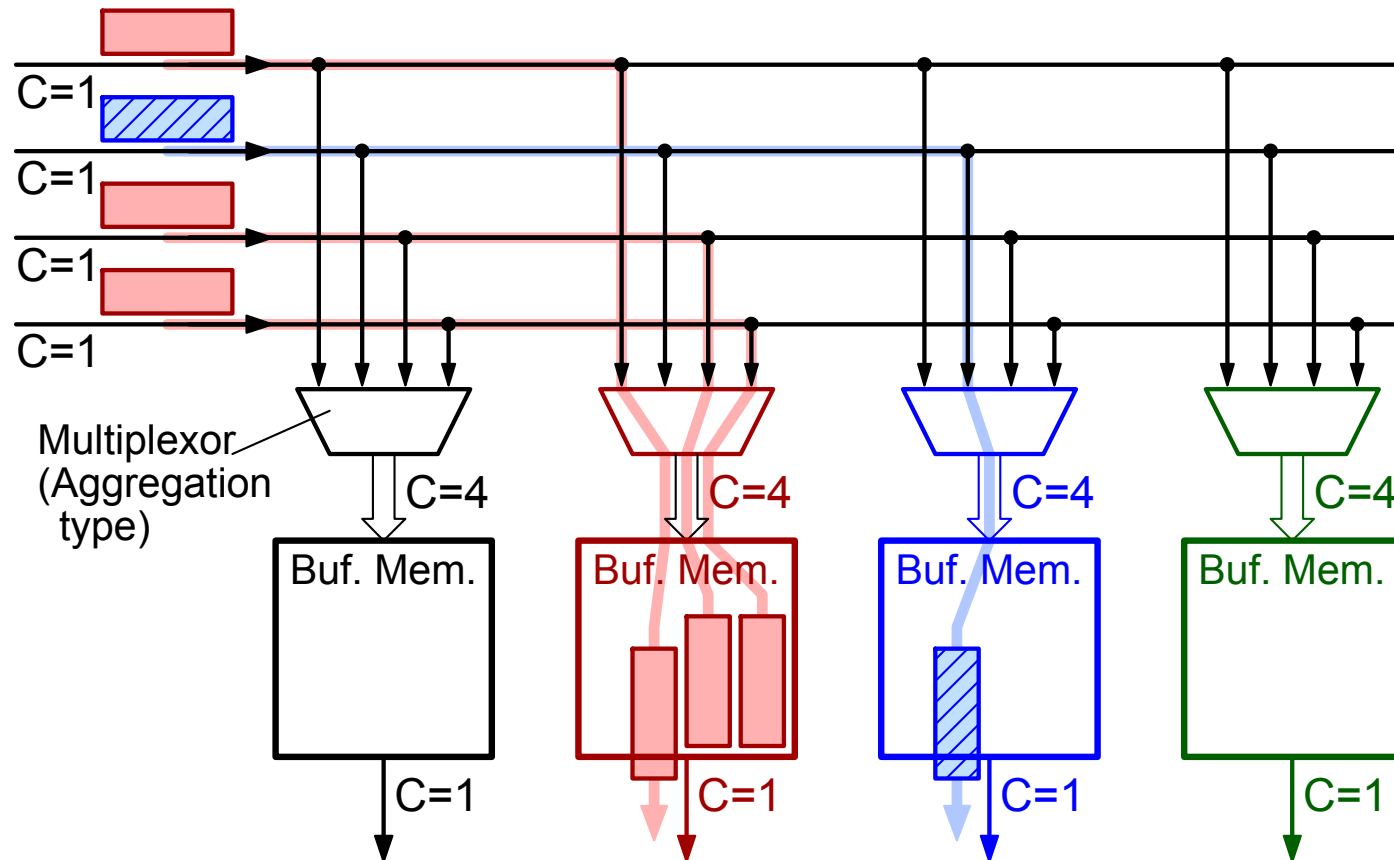 C=1
C=1
C=1
C=1
Multiplexor
(Aggregation
type)
C=4
C=4
C=4
C=4
Buf. Mem.
Buf. Mem.
Buf. Mem.
Buf. Mem.
C=1
C=1
C=1
C=1